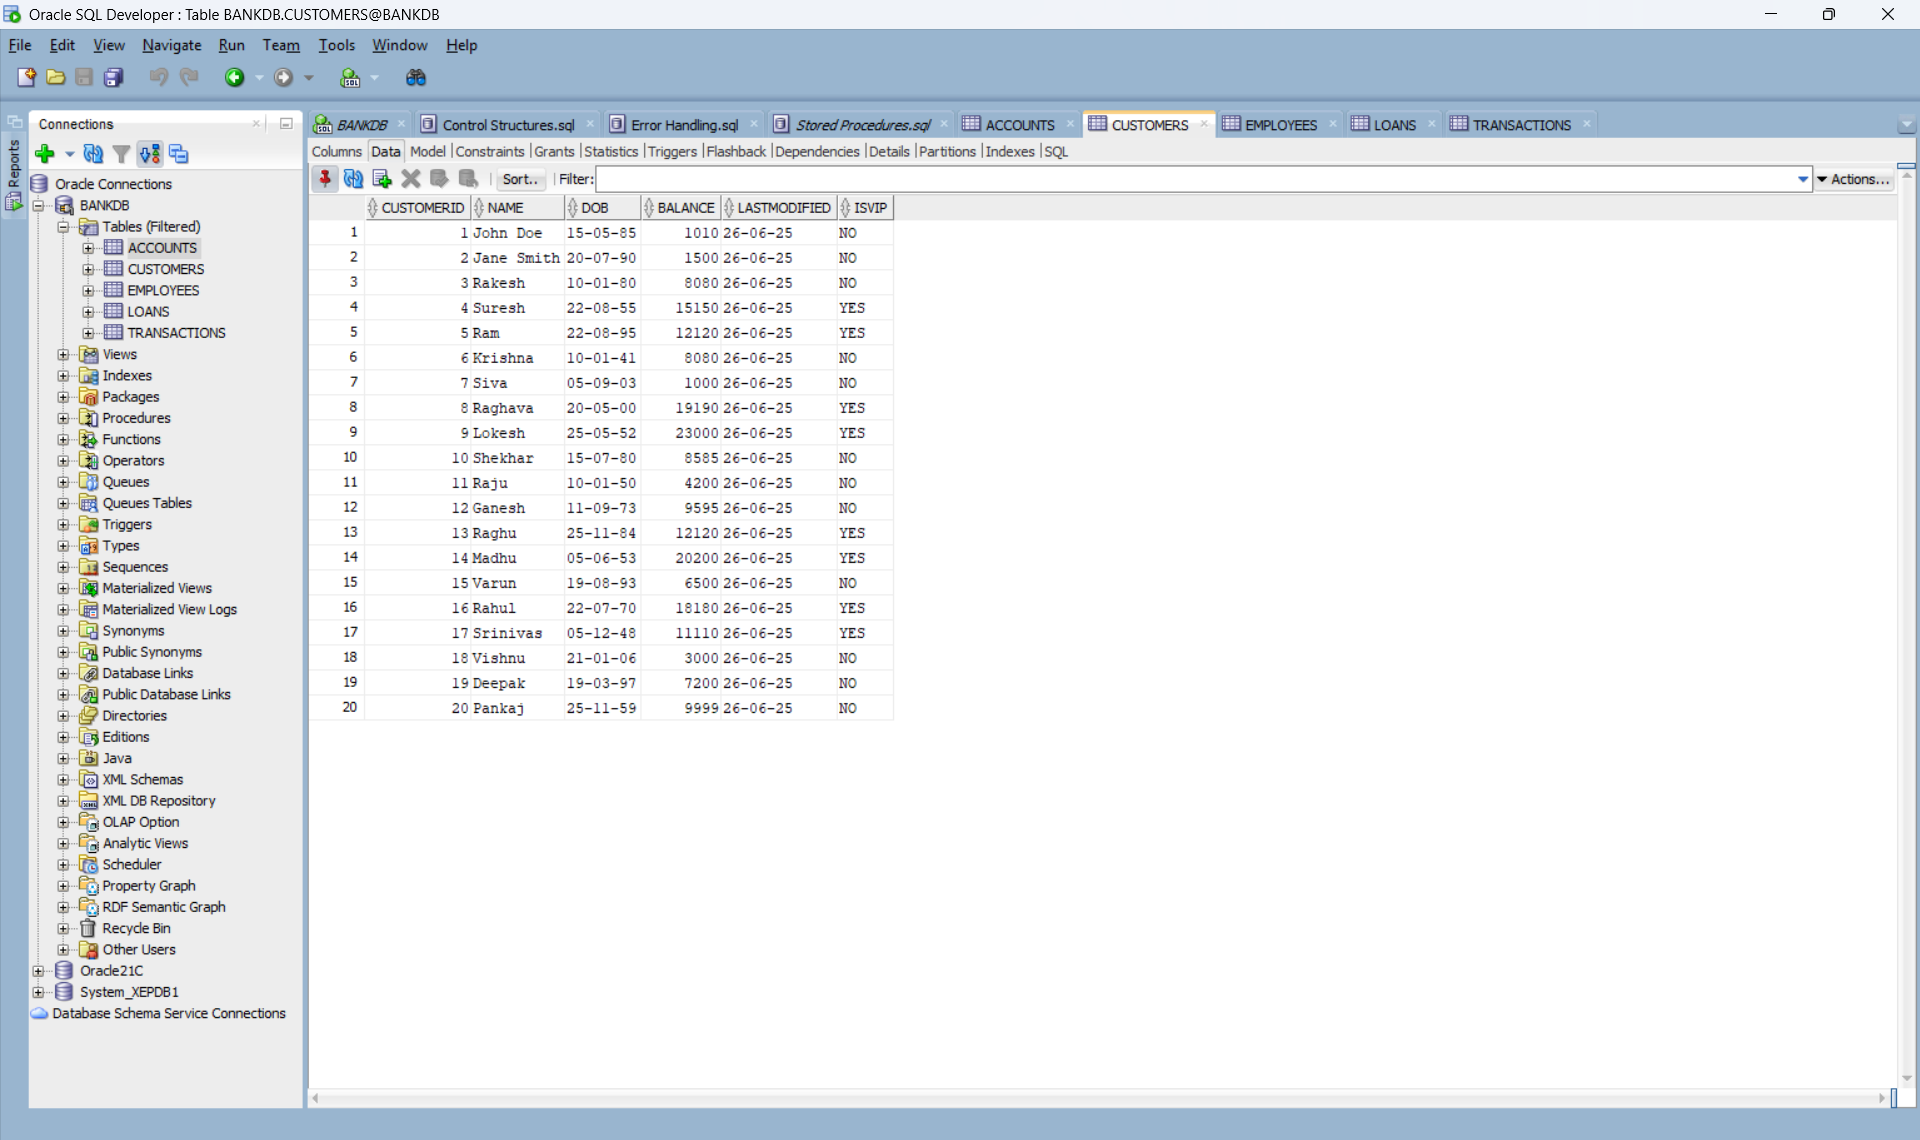 Oracle SQL Developer : Table BANKDB.CUSTOMERS@BANKDB
File Edit View Navigate Run Team Tools Window Help
Reports
Connections
Oracle Connections
BANKDB
Tables (Filtered)
ACCOUNTS
CUSTOMERS
EMPLOYEES
LOANS
TRANSACTIONS
Views
Indexes
Packages
Procedures
Functions
Operators
Queues
Queues Tables
Triggers
Types
Sequences
Materialized Views
Materialized View Logs
Synonyms
Public Synonyms
Database Links
Public Database Links
Directories
Editions
Java
XML Schemas
XML DB Repository
OLAP Option
Analytic Views
Scheduler
Property Graph
RDF Semantic Graph
Recycle Bin
Other Users
Oracle21C
System_XEPDB1
Database Schema Service Connections
BANKDB Control Structures.sql Error Handling.sql Stored Procedures.sql ACCOUNTS CUSTOMERS EMPLOYEES LOANS TRANSACTIONS
Columns Data Model |Constraints |Grants |Statistics |Triggers |Flashback |Dependencies |Details |Partitions |Indexes |SQL
Sort.. Filter: Actions...
CUSTOMERID NAME DOB BALANCE LASTMODIFIED ISVIP
1 1 John Doe 15-05-85 1010 26-06-25 NO
2 2 Jane Smith 20-07-90 1500 26-06-25 NO
3 3 Rakesh 10-01-80 8080 26-06-25 NO
4 4 Suresh 22-08-55 15150 26-06-25 YES
5 5 Ram 22-08-95 12120 26-06-25 YES
6 6 Krishna 10-01-41 8080 26-06-25 NO
7 7 Siva 05-09-03 1000 26-06-25 NO
8 8 Raghava 20-05-00 19190 26-06-25 YES
9 9 Lokesh 25-05-52 23000 26-06-25 YES
10 10 Shekhar 15-07-80 8585 26-06-25 NO
11 11 Raju 10-01-50 4200 26-06-25 NO
12 12 Ganesh 11-09-73 9595 26-06-25 NO
13 13 Raghu 25-11-84 12120 26-06-25 YES
14 14 Madhu 05-06-53 20200 26-06-25 YES
15 15 Varun 19-08-93 6500 26-06-25 NO
16 16 Rahul 22-07-70 18180 26-06-25 YES
17 17 Srinivas 05-12-48 11110 26-06-25 YES
18 18 Vishnu 21-01-06 3000 26-06-25 NO
19 19 Deepak 19-03-97 7200 26-06-25 NO
20 20 Pankaj 25-11-59 9999 26-06-25 NO